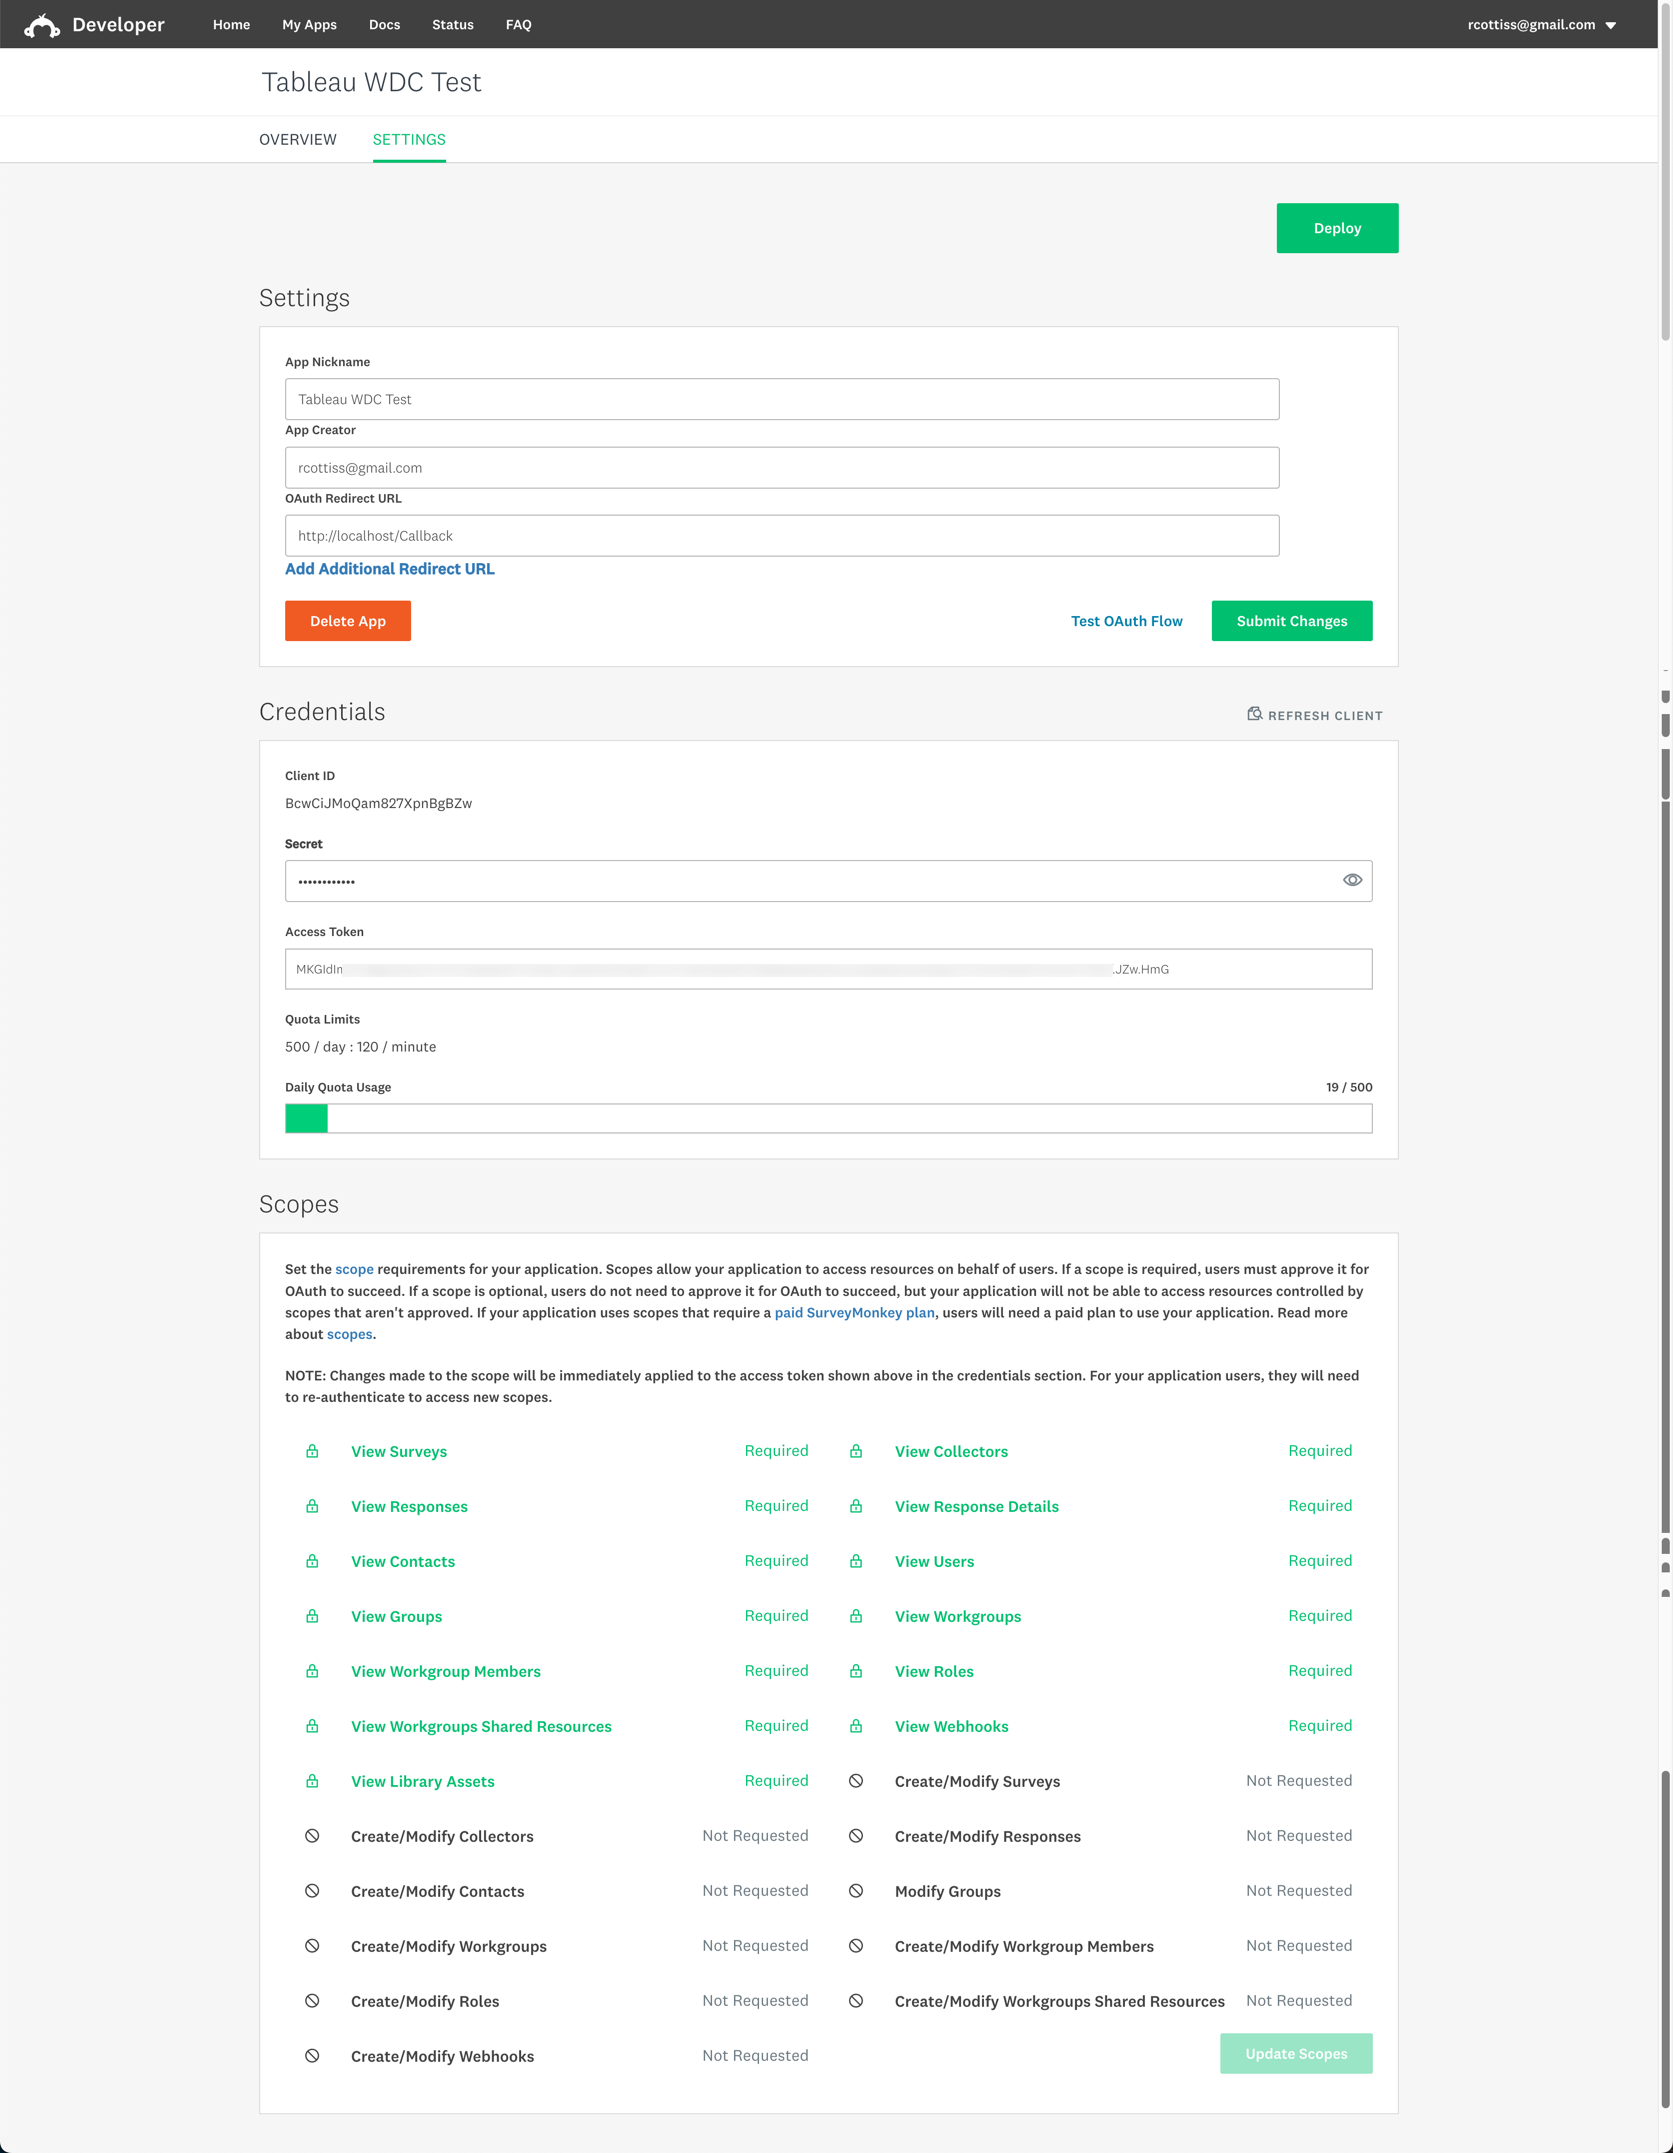 Developer Home My Apps Docs Status FAQ rcottiss@gmail.com
Tableau WDC Test
OVERVIEW SETTINGS
Deploy
Settings
App Nickname
Tableau WDC Test
App Creator
rcottiss@gmail.com
OAuth Redirect URL
http://localhost/Callback
Add Additional Redirect URL
Delete App Test OAuth Flow Submit Changes
Credentials REFRESH CLIENT
Client ID
BcwCiJMoQam827XpnBgBZw
Secret
••••••••••••
Access Token
.JZw.HmG
Quota Limits
500 / day : 120 / minute
Daily Quota Usage 19 / 500
Scopes
Set the scope requirements for your application. Scopes allow your application to access resources on behalf of users. If a scope is required, users must approve it for
OAuth to succeed. If a scope is optional, users do not need to approve it for OAuth to succeed, but your application will not be able to access resources controlled by
scopes that aren't approved. If your application uses scopes that require a paid SurveyMonkey plan, users will need a paid plan to use your application. Read more
about scopes.
NOTE: Changes made to the scope will be immediately applied to the access token shown above in the credentials section. For your application users, they will need
to re-authenticate to access new scopes.
View Surveys Required View Collectors Required
View Responses Required View Response Details Required
View Contacts Required View Users Required
View Groups Required View Workgroups Required
View Workgroup Members Required View Roles Required
View Workgroups Shared Resources Required View Webhooks Required
View Library Assets Required Create/Modify Surveys Not Requested
Create/Modify Collectors Not Requested Create/Modify Responses Not Requested
Create/Modify Contacts Not Requested Modify Groups Not Requested
Create/Modify Workgroups Not Requested Create/Modify Workgroup Members Not Requested
Create/Modify Roles Not Requested Create/Modify Workgroups Shared Resources Not Requested
Create/Modify Webhooks Not Requested Update Scopes